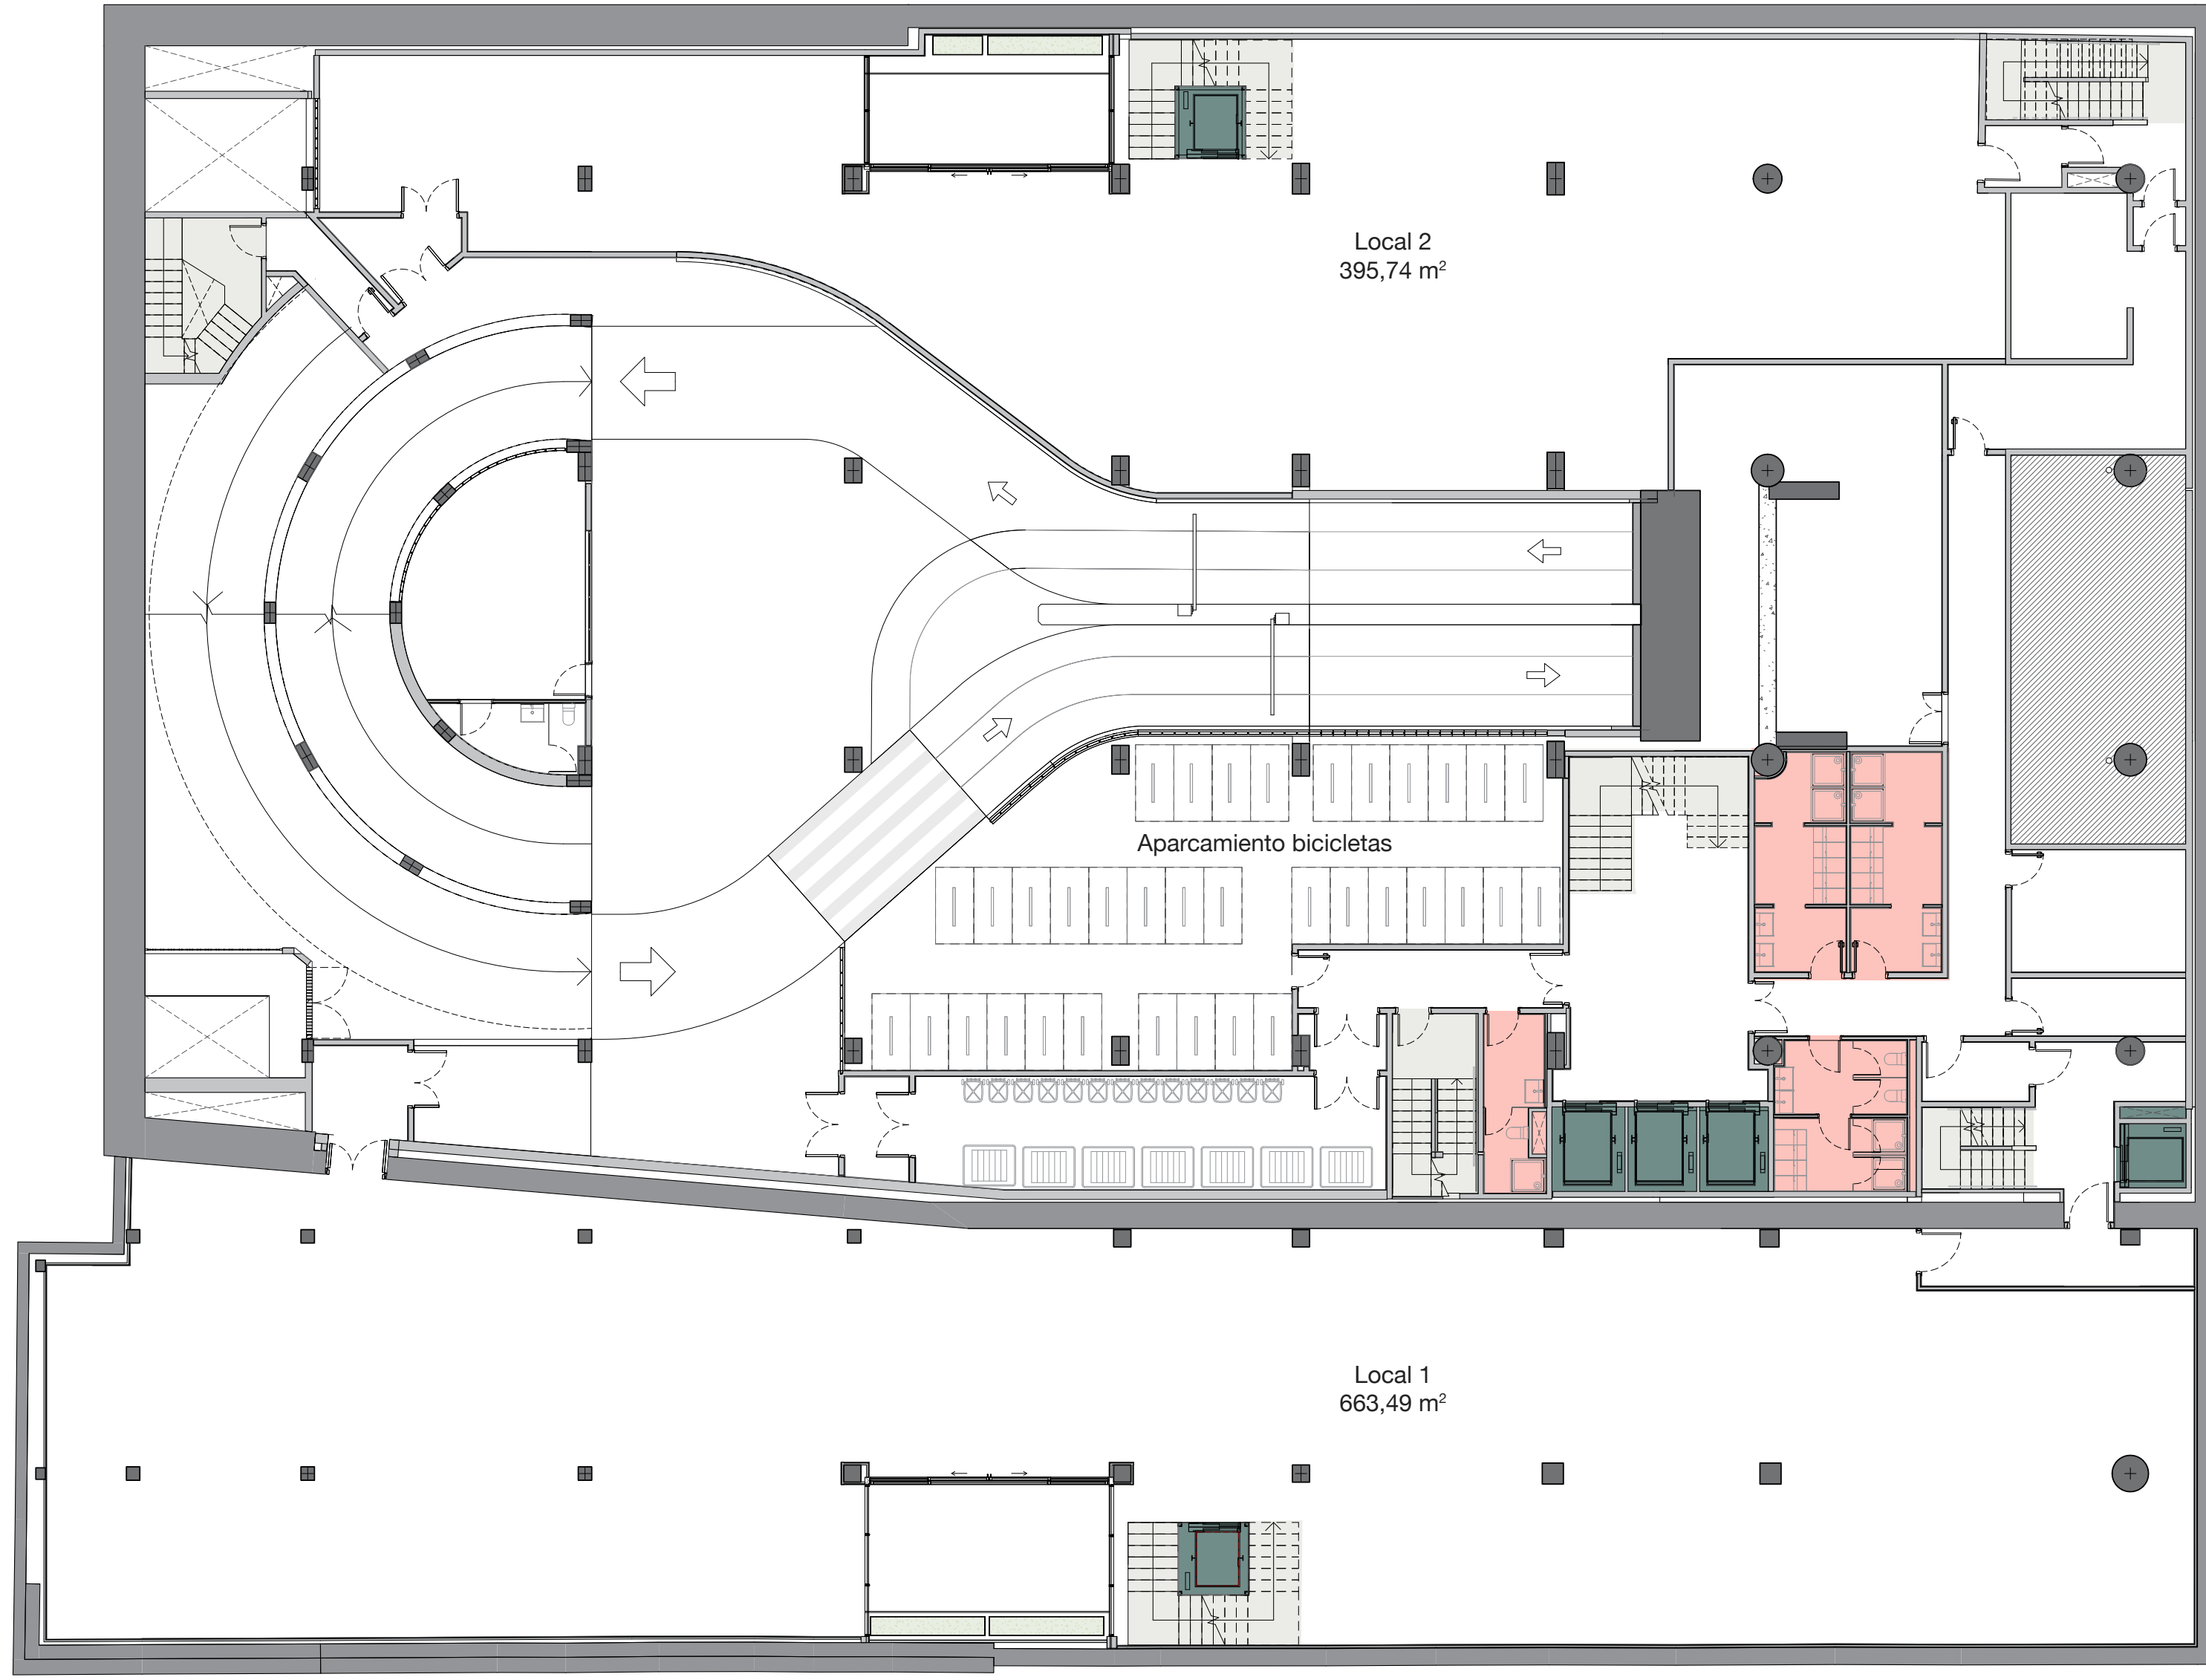 Local 2
395,74 m²
Aparcamiento bicicletas
Local 1
663,49 m²